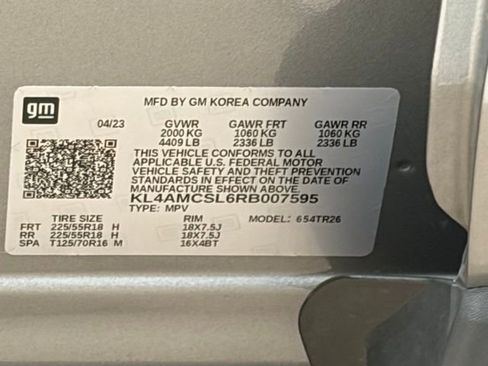 gm
MFD BY GM KOREA COMPANY
04/23 GVWR GAWR FRT GAWR RR
2000 KG 1060 KG 1060 KG
4409 LB 2336 LB 2336 LB
THIS VEHICLE CONFORMS TO ALL
APPLICABLE U.S. FEDERAL MOTOR
VEHICLE SAFETY AND THEFT PREVENTION
STANDARDS IN EFFECT ON THE DATE OF
MANUFACTURE SHOWN ABOVE.
KL4AMCSL6RB007595
TYPE: MPV MODEL: 654TR26
TIRE SIZE RIM
FRT 225/55R18 H 18X7.5J
RR 225/55R18 H 18X7.5J
SPA T125/70R16 M 16X4BT